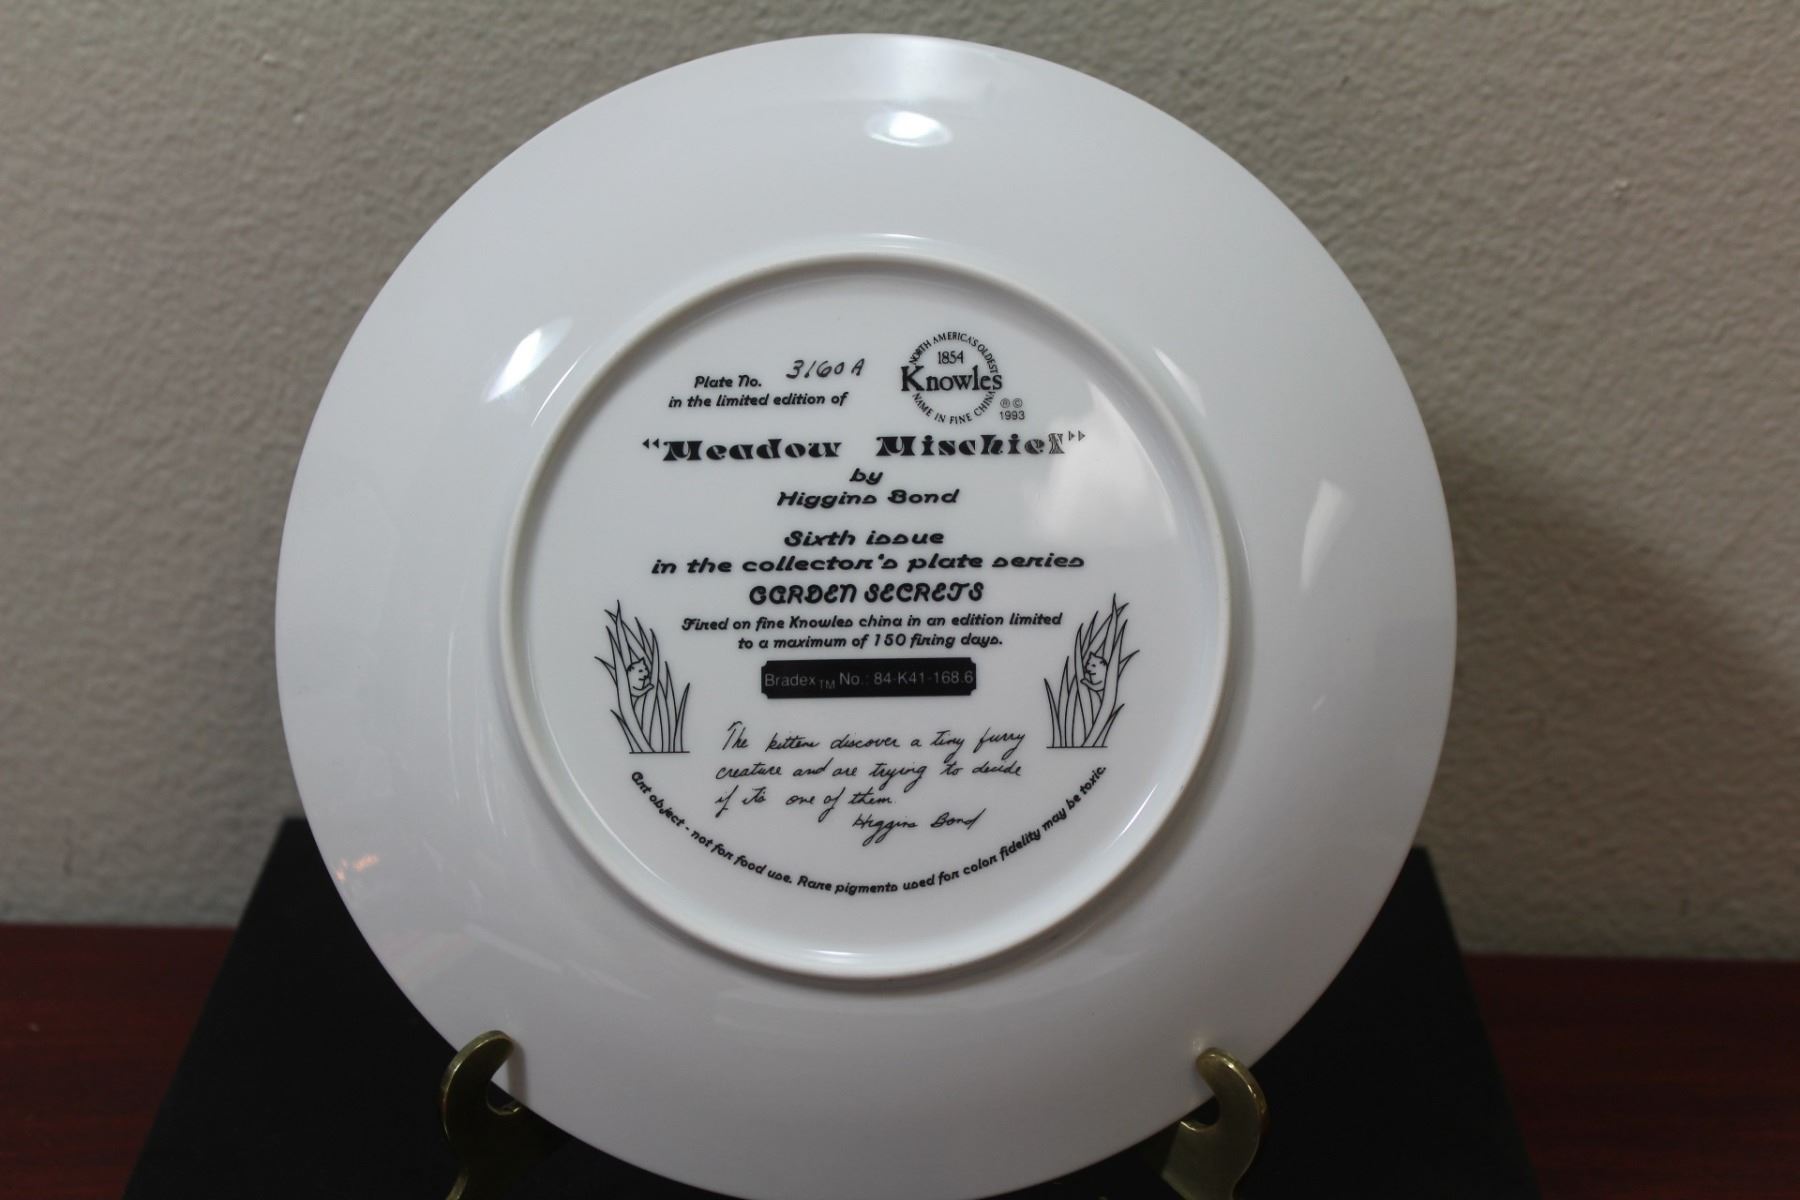 Plate No. 3160 A
in the limited edition of
NORTH AMERICA'S OLDEST
1854
Knowles
NAME IN FINE CHINA
® ©
1993
“Meadow Mischief”
by
Higgins Bond
Sixth issue
in the collector's plate series
GARDEN SECRETS
Fired on fine Knowles china in an edition limited
to a maximum of 150 firing days.
Bradex TM No.: 84-K41-168.6
The kittens discover a tiny furry
creature and are trying to decide
if it's one of them.
Higgins Bond
Art object - not for food use. Rare pigments used for color fidelity may be toxic.